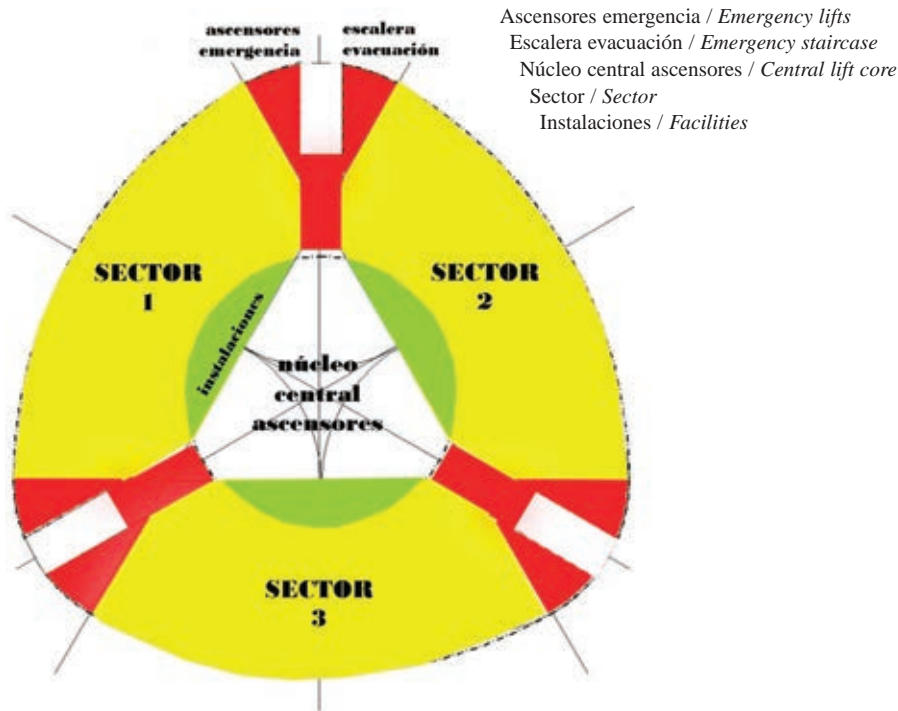 ascensores
emergencia
escalera
evacuación
Ascensores emergencia / Emergency lifts
Escalera evacuación / Emergency staircase
Núcleo central ascensores / Central lift core
Sector / Sector
Instalaciones / Facilities
SECTOR
1
SECTOR
2
instalaciones
núcleo
central
ascensores
SECTOR
3